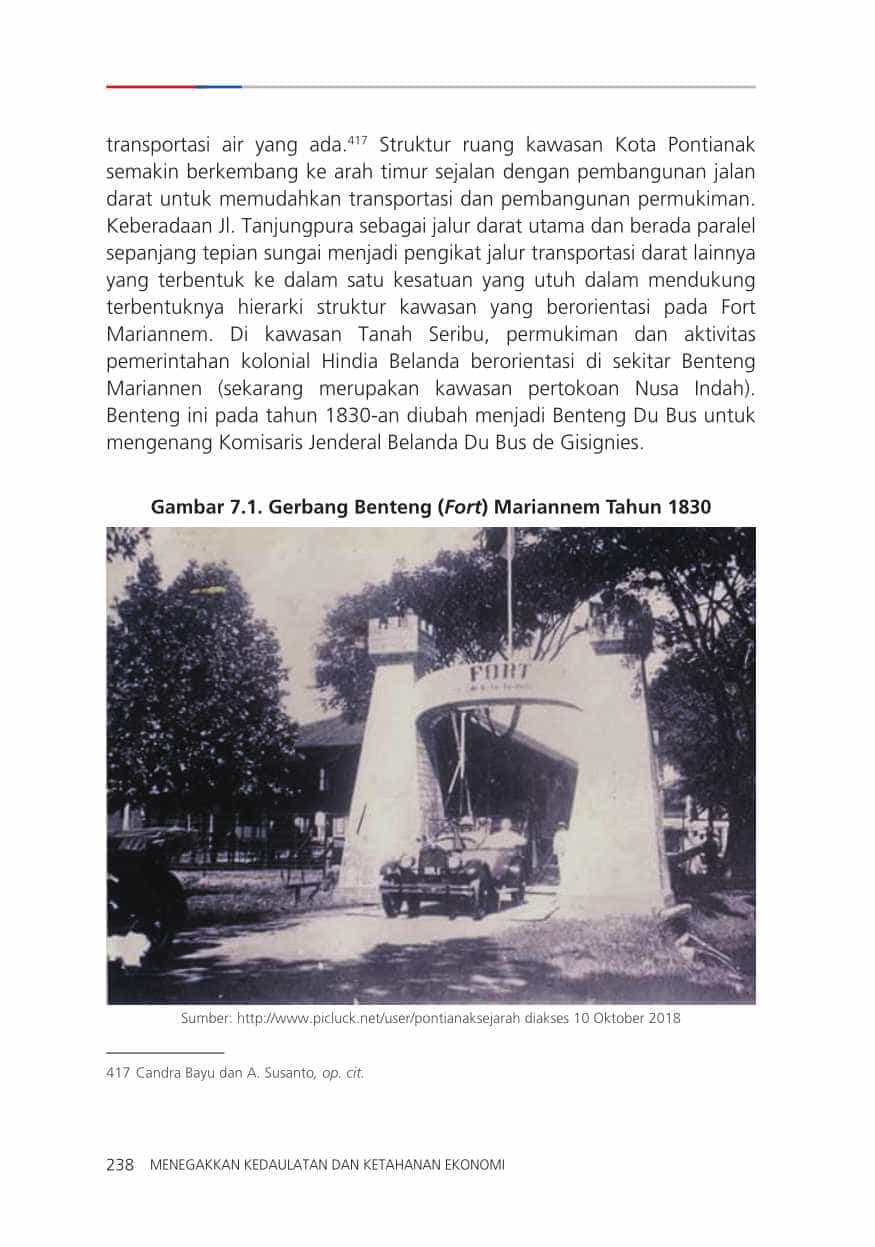 transportasi air yang ada.417 Struktur ruang kawasan Kota Pontianak
semakin berkembang ke arah timur sejalan dengan pembangunan jalan
darat untuk memudahkan transportasi dan pembangunan permukiman.
Keberadaan Jl. Tanjungpura sebagai jalur darat utama dan berada paralel
sepanjang tepian sungai menjadi pengikat jalur transportasi darat lainnya
yang terbentuk ke dalam satu kesatuan yang utuh dalam mendukung
terbentuknya hierarki struktur kawasan yang berorientasi pada Fort
Mariannem. Di kawasan Tanah Seribu, permukiman dan aktivitas
pemerintahan kolonial Hindia Belanda berorientasi di sekitar Benteng
Mariannen (sekarang merupakan kawasan pertokoan Nusa Indah).
Benteng ini pada tahun 1830-an diubah menjadi Benteng Du Bus untuk
mengenang Komisaris Jenderal Belanda Du Bus de Gisignies.
Gambar 7.1. Gerbang Benteng (Fort) Mariannem Tahun 1830
FORT
Sumber: http://www.picluck.net/user/pontianaksejarah diakses 10 Oktober 2018
417 Candra Bayu dan A. Susanto, op. cit.
238 MENEGAKKAN KEDAULATAN DAN KETAHANAN EKONOMI